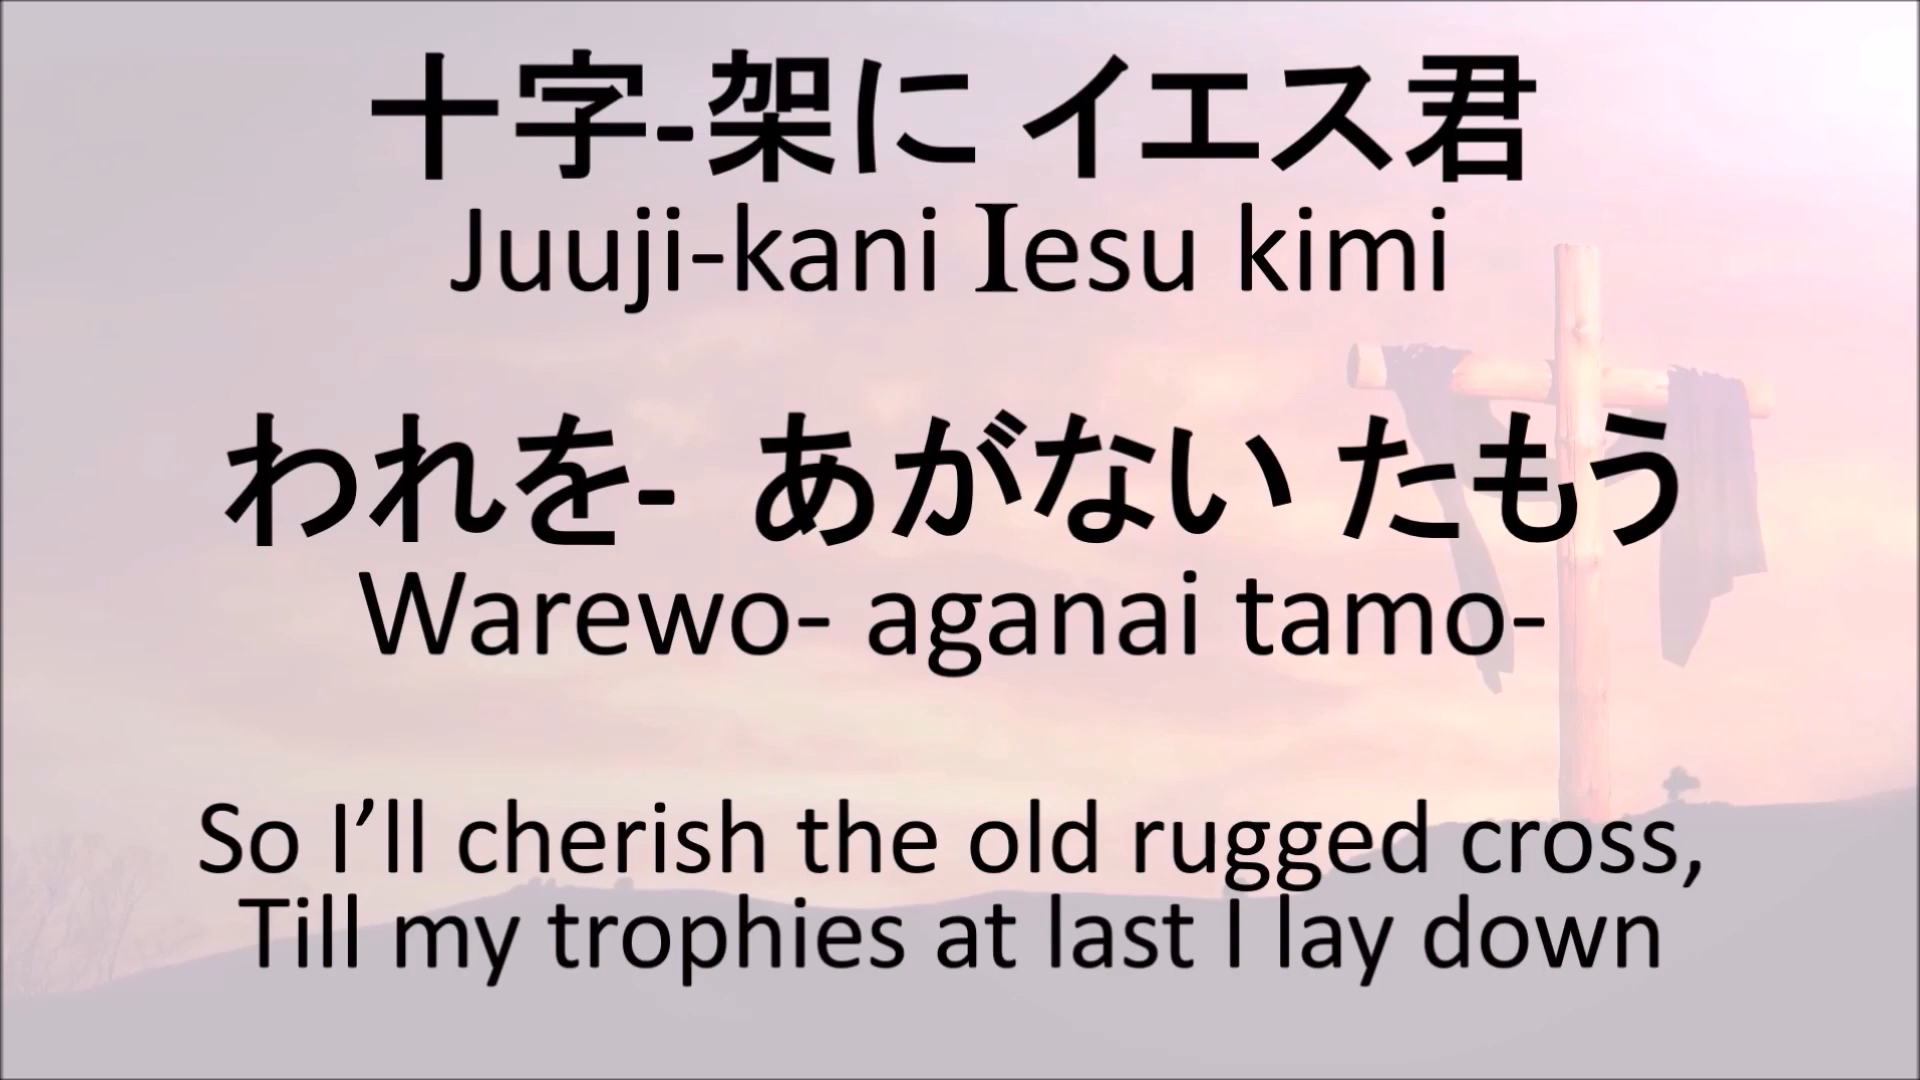 十字-架に イエス君
Juuji-kani Iesu kimi
われを- あがない たもう
Warewo- aganai tamo-
So I’ll cherish the old rugged cross,
Till my trophies at last I lay down